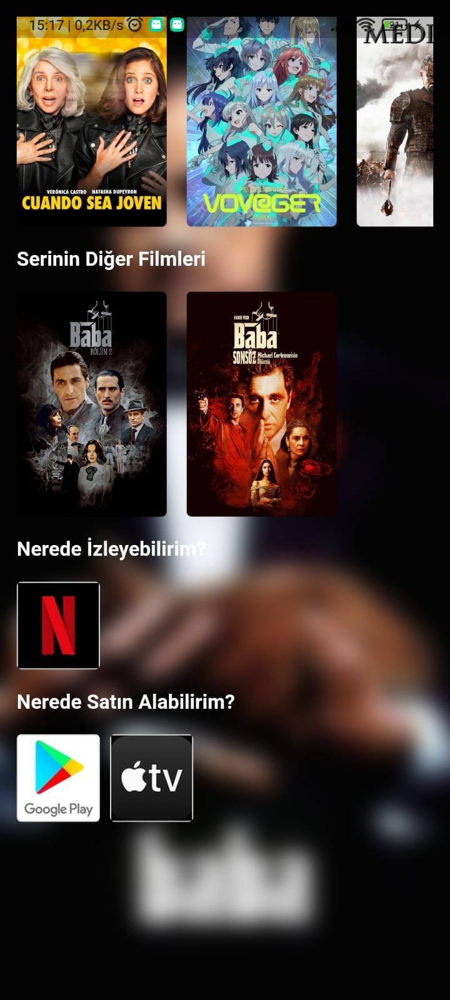 15:17 | 0,2KB/s
21
MEDI
VERÓNICA CASTRO NATASHA DUPEYRON
CUANDO SEA JOVEN
THE IDOLM@STER
VOY@GER
MMXXI
Serinin Diğer Filmleri
Baba
BÖLÜM 2
MARIO PUZO
Baba
SONSÖZ Michael Corleone'nin
Ölümü
Nerede İzleyebilirim?
N
Nerede Satın Alabilirim?
Google Play
tv
baba